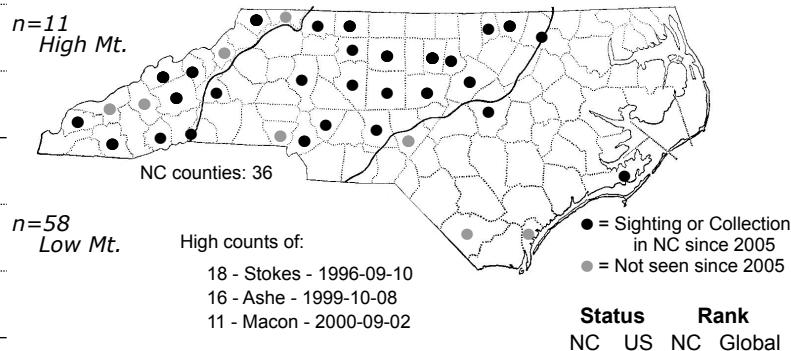 n=11
High Mt.
NC counties: 36
n=58
Low Mt.
High counts of:
18 - Stokes - 1996-09-10
16 - Ashe - 1999-10-08
11 - Macon - 2000-09-02
= Sighting or Collection
in NC since 2005
= Not seen since 2005
Status Rank
NC US NC Global